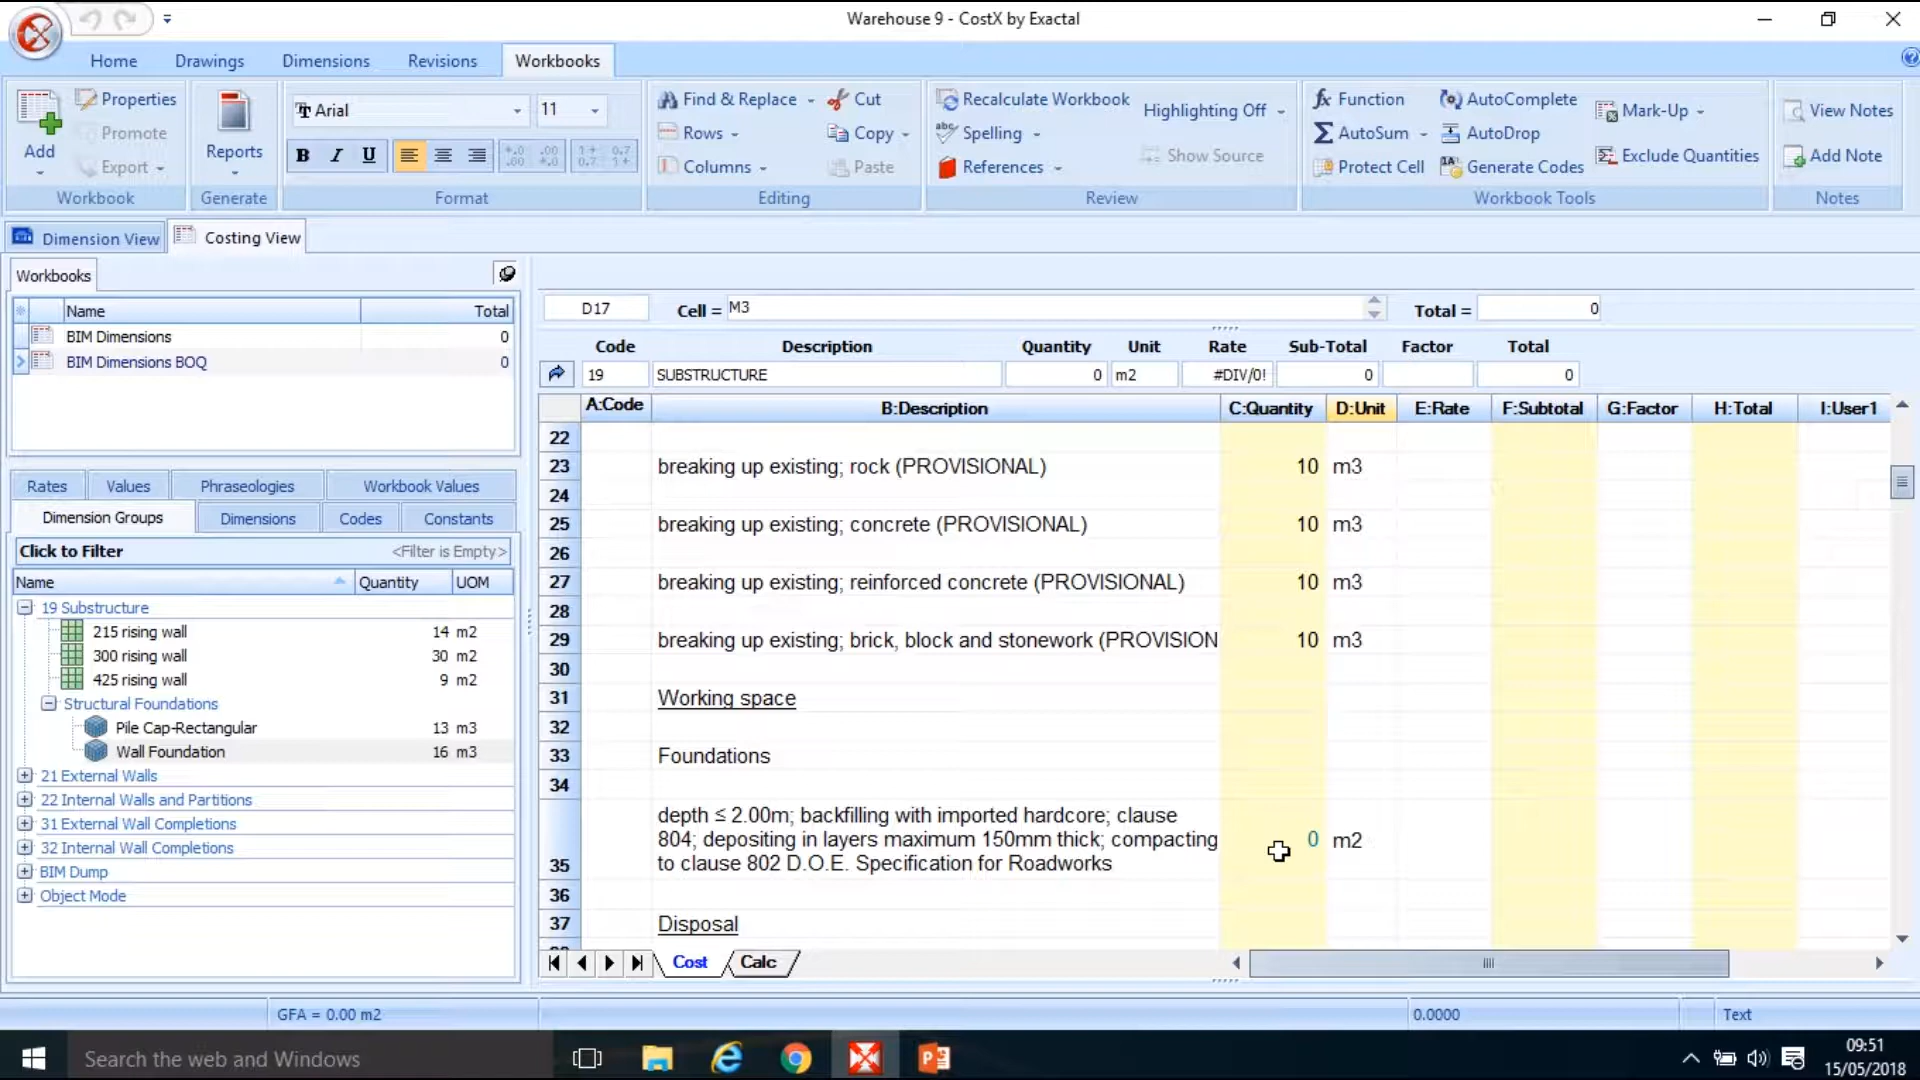 Warehouse 9 - CostX by Exactal
Home Drawings Dimensions Revisions Workbooks
Add
Properties
Promote
Export
Workbook
Reports
Generate
Arial 11
B I U
Format
Find & Replace
Rows
Columns
Cut
Copy
Paste
Editing
Recalculate Workbook
Spelling
References
Highlighting Off
Show Source
Review
Function
AutoSum
Protect Cell
AutoComplete
AutoDrop
Generate Codes
Mark-Up
Exclude Quantities
Workbook Tools
View Notes
Add Note
Notes
Dimension View Costing View
Workbooks
Name Total
BIM Dimensions 0
BIM Dimensions BOQ 0
Rates Values Phraseologies Workbook Values
Dimension Groups Dimensions Codes Constants
Click to Filter <Filter is Empty>
Name Quantity UOM
19 Substructure
215 rising wall 14 m2
300 rising wall 30 m2
425 rising wall 9 m2
Structural Foundations
Pile Cap-Rectangular 13 m3
Wall Foundation 16 m3
21 External Walls
22 Internal Walls and Partitions
31 External Wall Completions
32 Internal Wall Completions
BIM Dump
Object Mode
D17 Cell = M3 Total = 0
Code Description Quantity Unit Rate Sub-Total Factor Total
19 SUBSTRUCTURE 0 m2 #DIV/0! 0 0
A:Code B:Description C:Quantity D:Unit E:Rate F:Subtotal G:Factor H:Total I:User1
22
23 breaking up existing; rock (PROVISIONAL) 10 m3
24
25 breaking up existing; concrete (PROVISIONAL) 10 m3
26
27 breaking up existing; reinforced concrete (PROVISIONAL) 10 m3
28
29 breaking up existing; brick, block and stonework (PROVISION 10 m3
30
31 Working space
32
33 Foundations
34
depth ≤ 2.00m; backfilling with imported hardcore; clause
804; depositing in layers maximum 150mm thick; compacting 0 m2
35 to clause 802 D.O.E. Specification for Roadworks
36
37 Disposal
Cost Calc
GFA = 0.00 m2 0.0000 Text
Search the web and Windows
09:51
15/05/2018